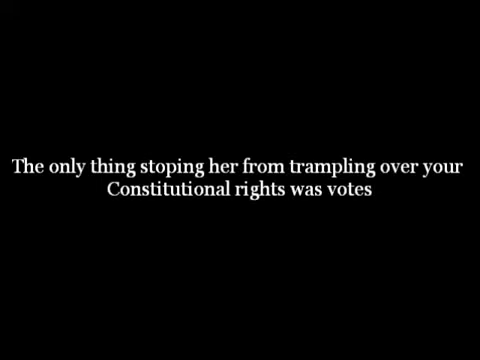 The only thing stoping her from trampling over your
Constitutional rights was votes